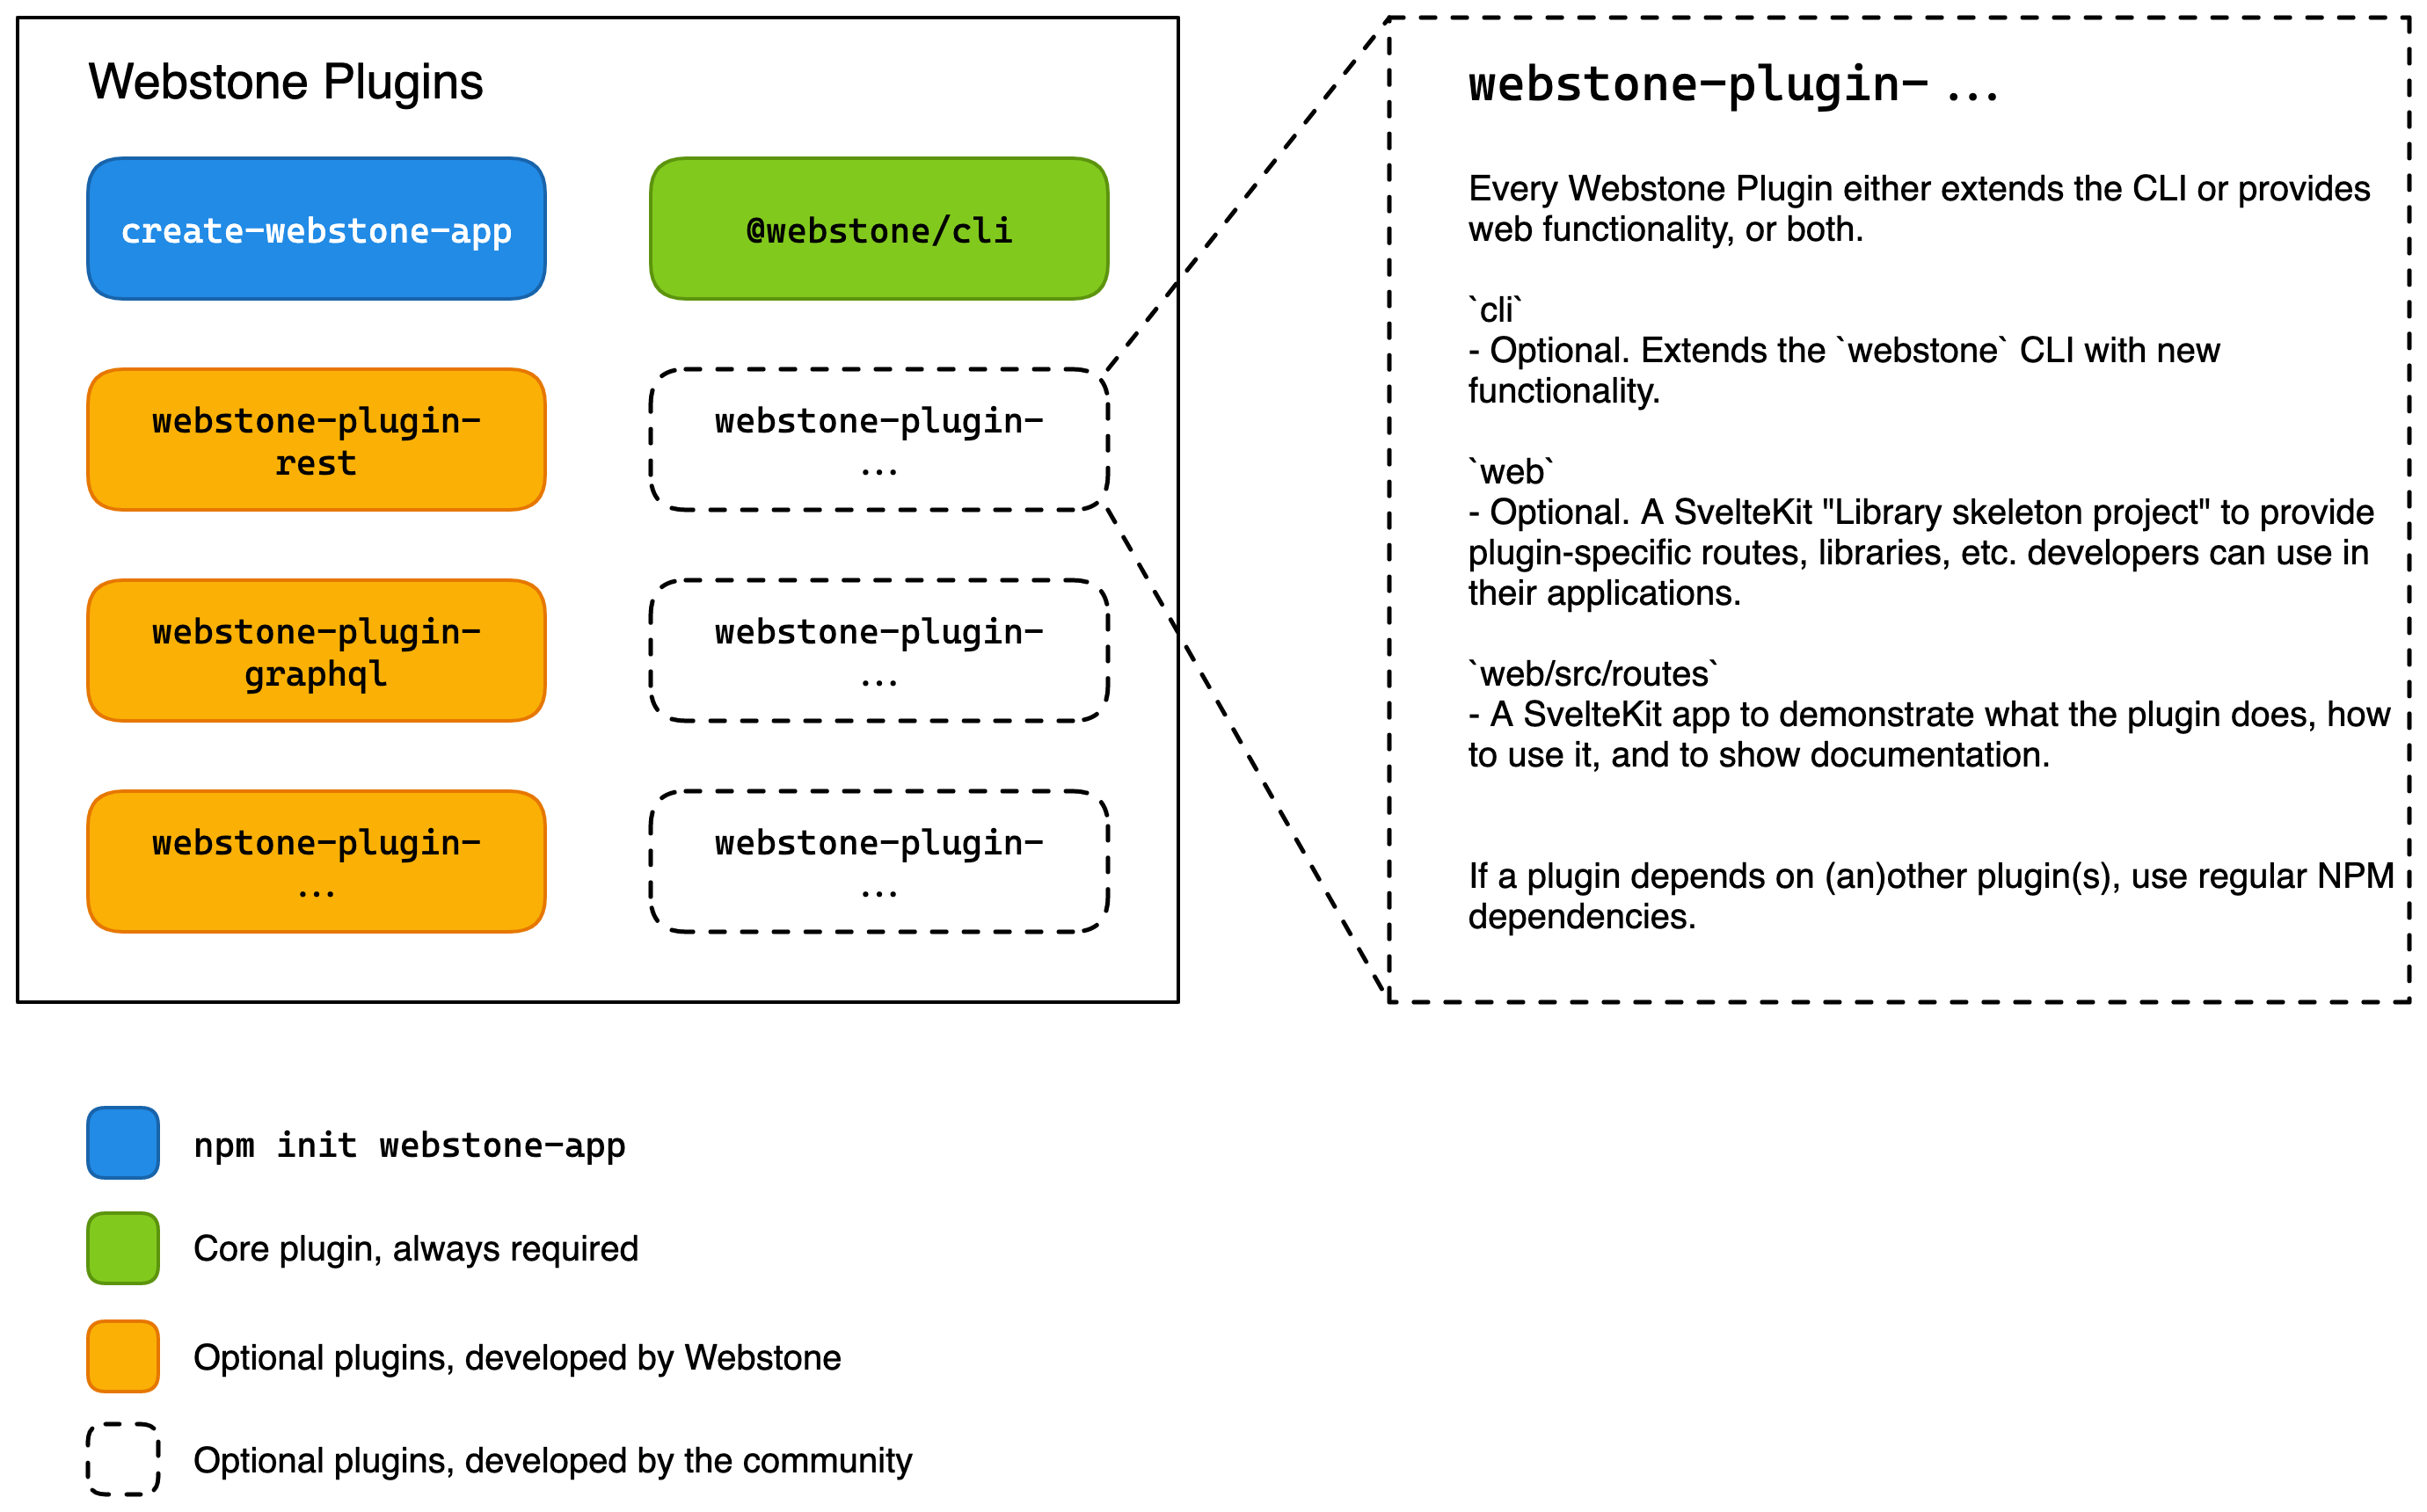 Webstone Plugins
create-webstone-app
@webstone/cli
webstone-plugin-
rest
webstone-plugin-
...
webstone-plugin-
graphql
webstone-plugin-
...
webstone-plugin-
...
webstone-plugin-
...
webstone-plugin- ...
Every Webstone Plugin either extends the CLI or provides
web functionality, or both.
`cli`
- Optional. Extends the `webstone` CLI with new
functionality.
`web`
- Optional. A SvelteKit "Library skeleton project" to provide
plugin-specific routes, libraries, etc. developers can use in
their applications.
`web/src/routes`
- A SvelteKit app to demonstrate what the plugin does, how
to use it, and to show documentation.
If a plugin depends on (an)other plugin(s), use regular NPM
dependencies.
npm init webstone-app
Core plugin, always required
Optional plugins, developed by Webstone
Optional plugins, developed by the community